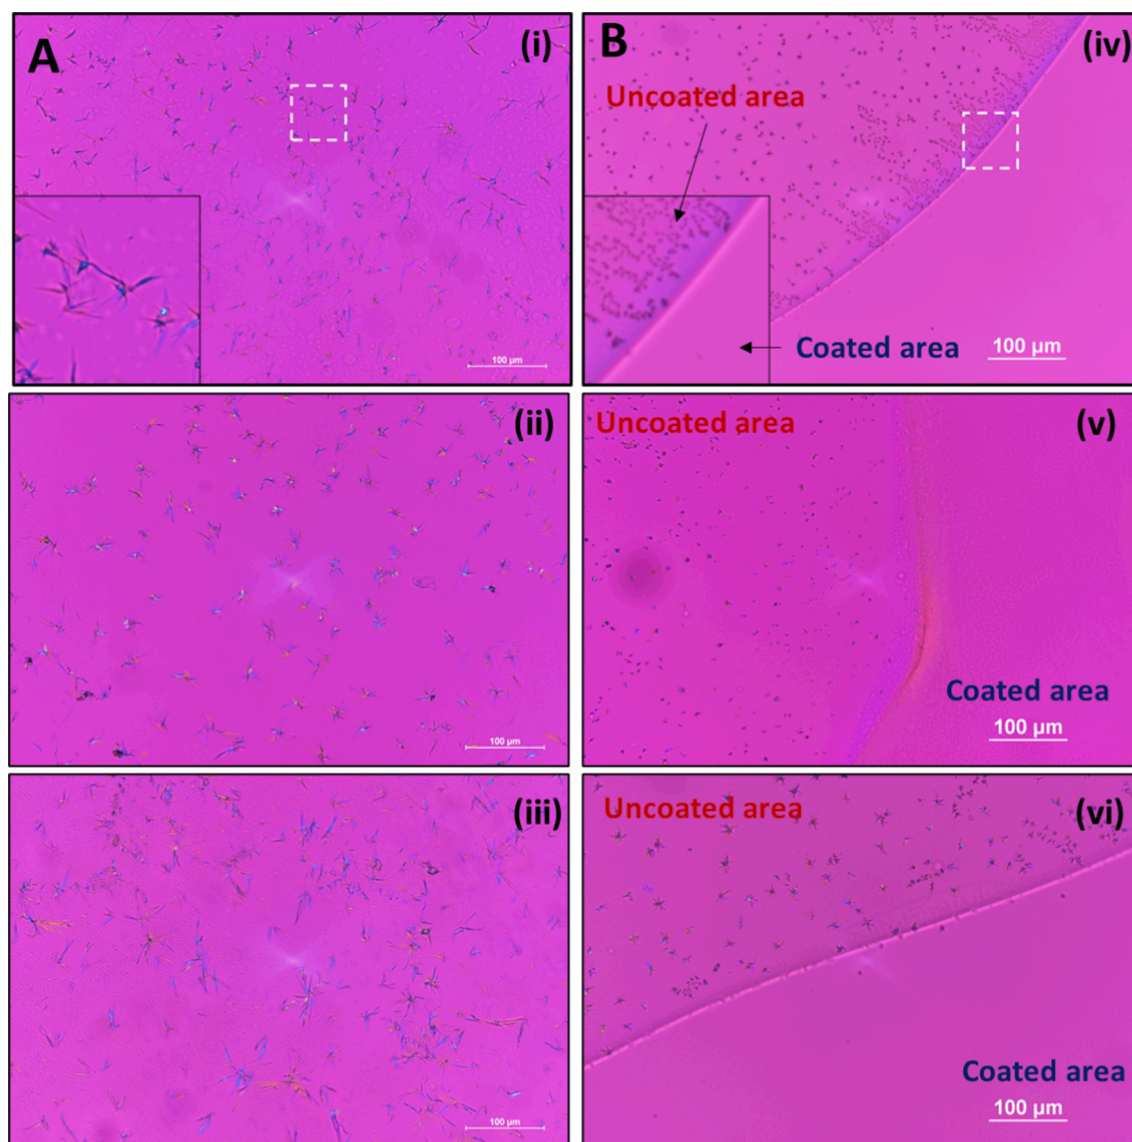 A
(i)
100 µm
B
(iv)
Uncoated area
Coated area
100 µm
(ii)
100 µm
Uncoated area
(v)
Coated area
100 µm
(iii)
100 µm
Uncoated area
(vi)
Coated area
100 µm